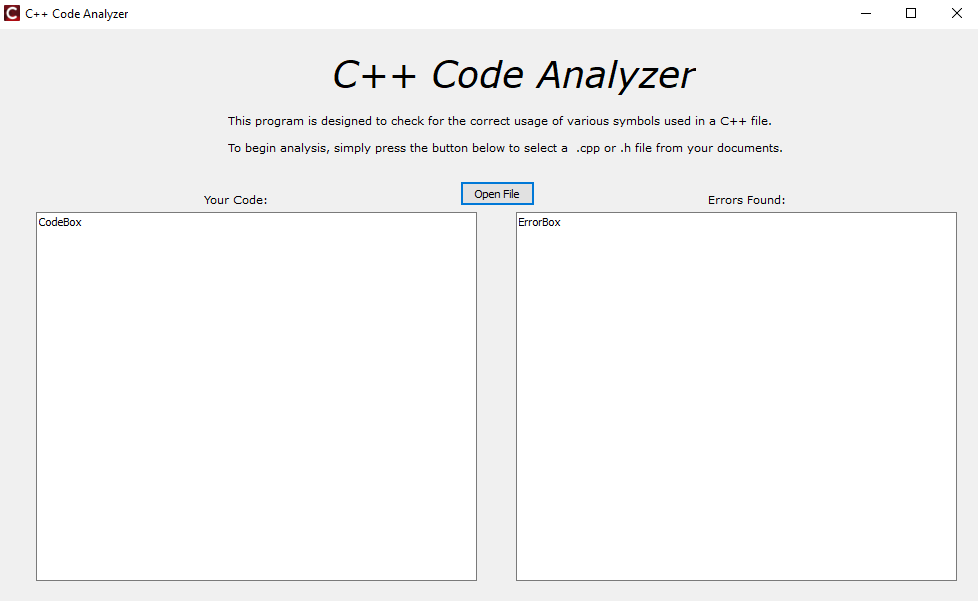 C++ Code Analyzer
C++ Code Analyzer
This program is designed to check for the correct usage of various symbols used in a C++ file.
To begin analysis, simply press the button below to select a  .cpp or .h file from your documents.
Open File
Your Code:
Errors Found:
CodeBox
ErrorBox